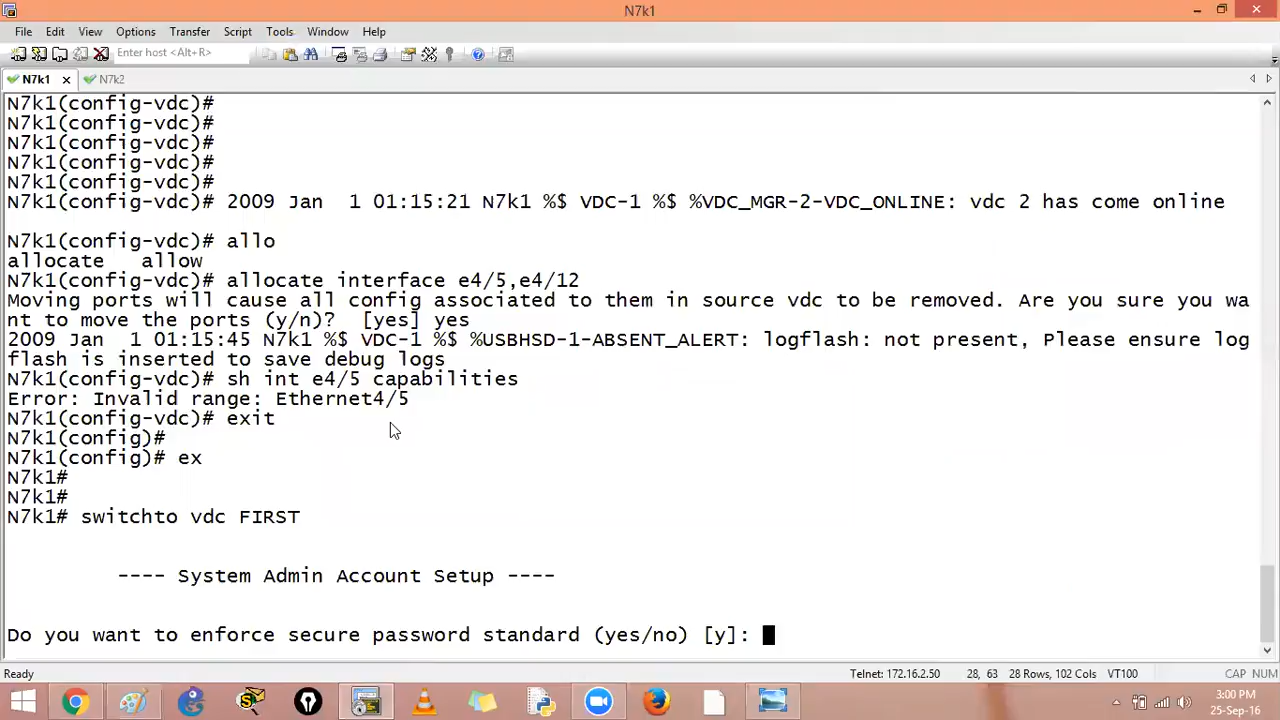 N7k1
File Edit View Options Transfer Script Tools Window Help
Enter host <Alt+R>
N7k1 N7k2
N7k1(config-vdc)#
N7k1(config-vdc)#
N7k1(config-vdc)#
N7k1(config-vdc)#
N7k1(config-vdc)#
N7k1(config-vdc)# 2009 Jan  1 01:15:21 N7k1 %$ VDC-1 %$ %VDC_MGR-2-VDC_ONLINE: vdc 2 has come online
N7k1(config-vdc)# allo
allocate   allow
N7k1(config-vdc)# allocate interface e4/5,e4/12
Moving ports will cause all config associated to them in source vdc to be removed. Are you sure you wa
nt to move the ports (y/n)?  [yes] yes
2009 Jan  1 01:15:45 N7k1 %$ VDC-1 %$ %USBHSD-1-ABSENT_ALERT: logflash: not present, Please ensure log
flash is inserted to save debug logs
N7k1(config-vdc)# sh int e4/5 capabilities
Error: Invalid range: Ethernet4/5
N7k1(config-vdc)# exit
N7k1(config)#
N7k1(config)# ex
N7k1#
N7k1#
N7k1# switchto vdc FIRST
---- System Admin Account Setup ----
Do you want to enforce secure password standard (yes/no) [y]:
Ready Telnet: 172.16.2.50 28, 63 28 Rows, 102 Cols VT100 CAP NUM
3:00 PM
25-Sep-16